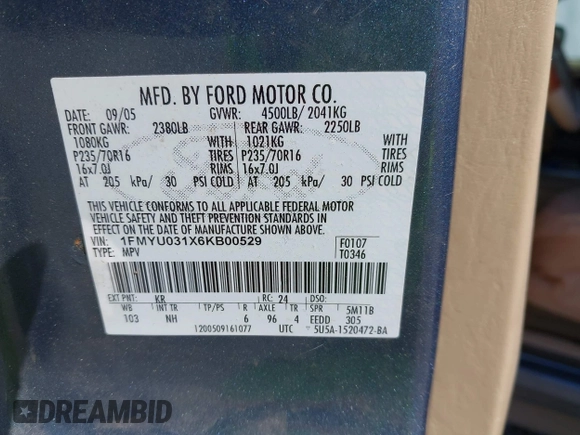 MFD. BY FORD MOTOR CO.
DATE: 09/05 GVWR: 4500LB/ 2041KG
FRONT GAWR: 2380LB REAR GAWR: 2250LB
1080KG WITH 1021KG WITH
P235/70R16 TIRES P235/70R16 TIRES
16x7.0J RIMS 16x7.0J RIMS
AT 205 kPa/ 30 PSI COLD AT 205 kPa/ 30 PSI COLD
THIS VEHICLE CONFORMS TO ALL APPLICABLE FEDERAL MOTOR
VEHICLE SAFETY AND THEFT PREVENTION STANDARDS IN
EFFECT ON THE DATE OF MANUFACTURE SHOWN ABOVE.
VIN: 1FMYU031X6KB00529 F0107
TYPE: MPV T0346
EXT PNT: KR RC: 24 DSO:
WB INT TR TP/PS R AXLE TR SPR 5M11B
103 NH 6 96 4 EEDD 305
1200509161077 UTC 5U5A-1520472-BA
DREAMBID